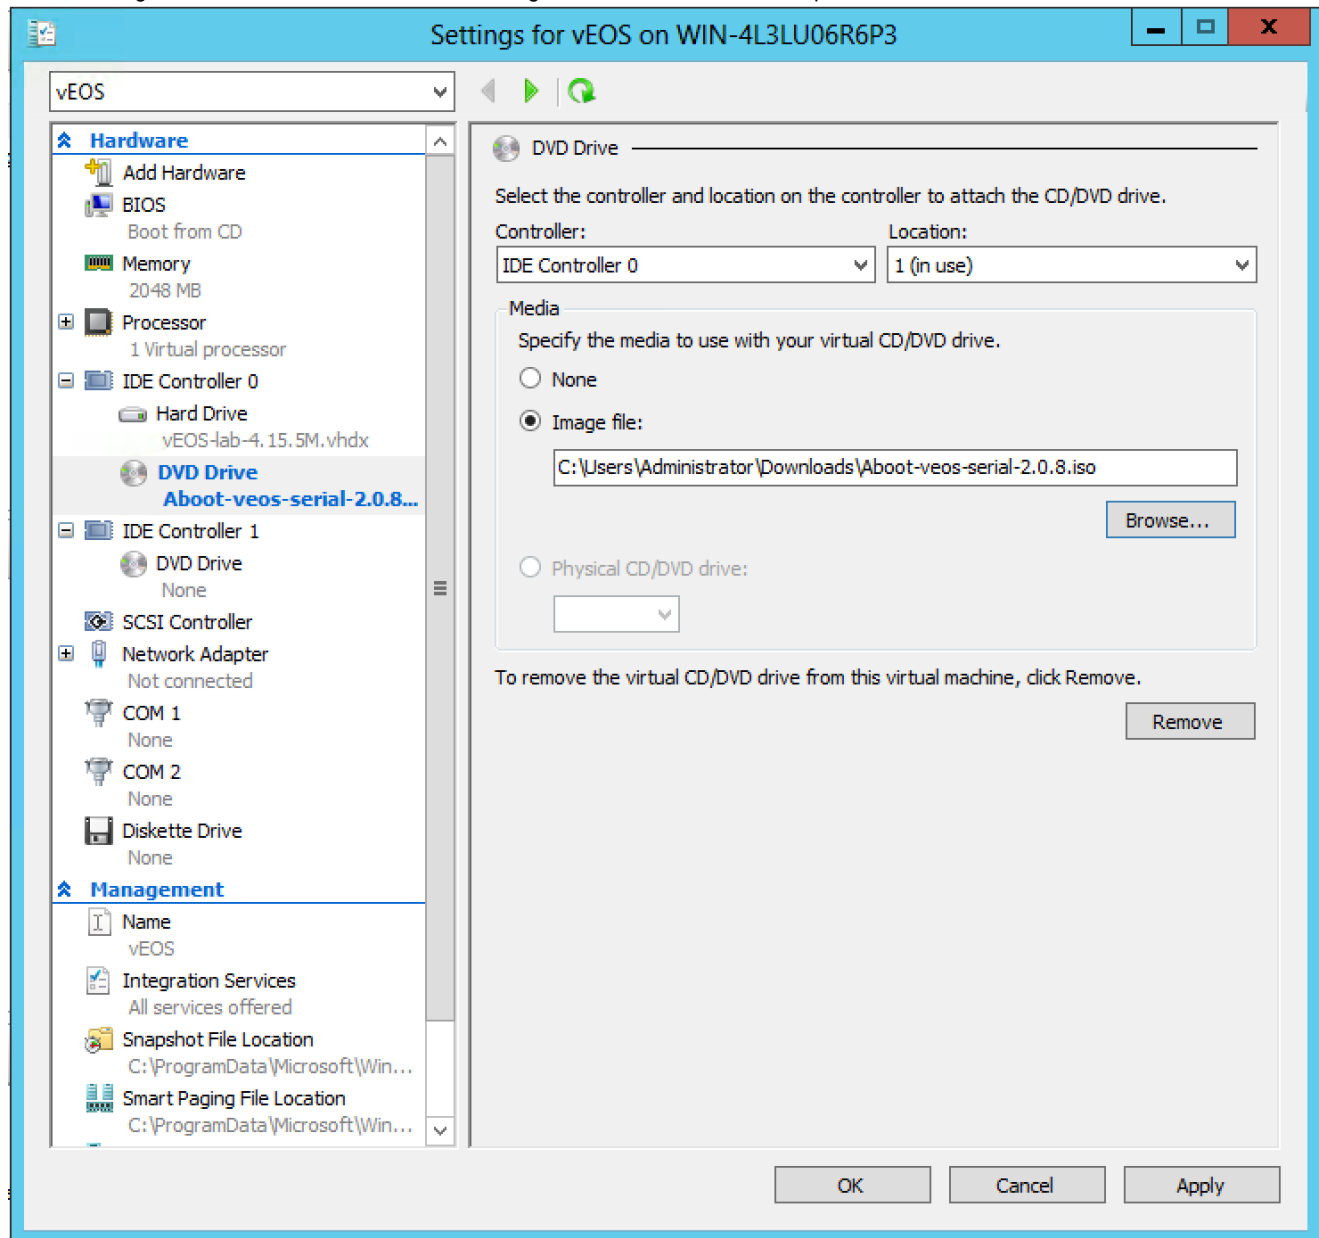 Settings for vEOS on WIN-4L3LU06R6P3
X
vEOS
Hardware
Add Hardware
BIOS
Boot from CD
Memory
2048 MB
Processor
1 Virtual processor
IDE Controller 0
Hard Drive
vEOS-lab-4.15.5M.vhdx
DVD Drive
Aboot-veos-serial-2.0.8...
IDE Controller 1
DVD Drive
None
SCSI Controller
Network Adapter
Not connected
COM 1
None
COM 2
None
Diskette Drive
None
Management
Name
vEOS
Integration Services
All services offered
Snapshot File Location
C:\ProgramData\Microsoft\Win...
Smart Paging File Location
C:\ProgramData\Microsoft\Win...
DVD Drive
Select the controller and location on the controller to attach the CD/DVD drive.
Controller: Location:
IDE Controller 0 1 (in use)
Media
Specify the media to use with your virtual CD/DVD drive.
None
Image file:
C:\Users\Administrator\Downloads\Aboot-veos-serial-2.0.8.iso
Browse...
Physical CD/DVD drive:
To remove the virtual CD/DVD drive from this virtual machine, click Remove.
Remove
OK Cancel Apply